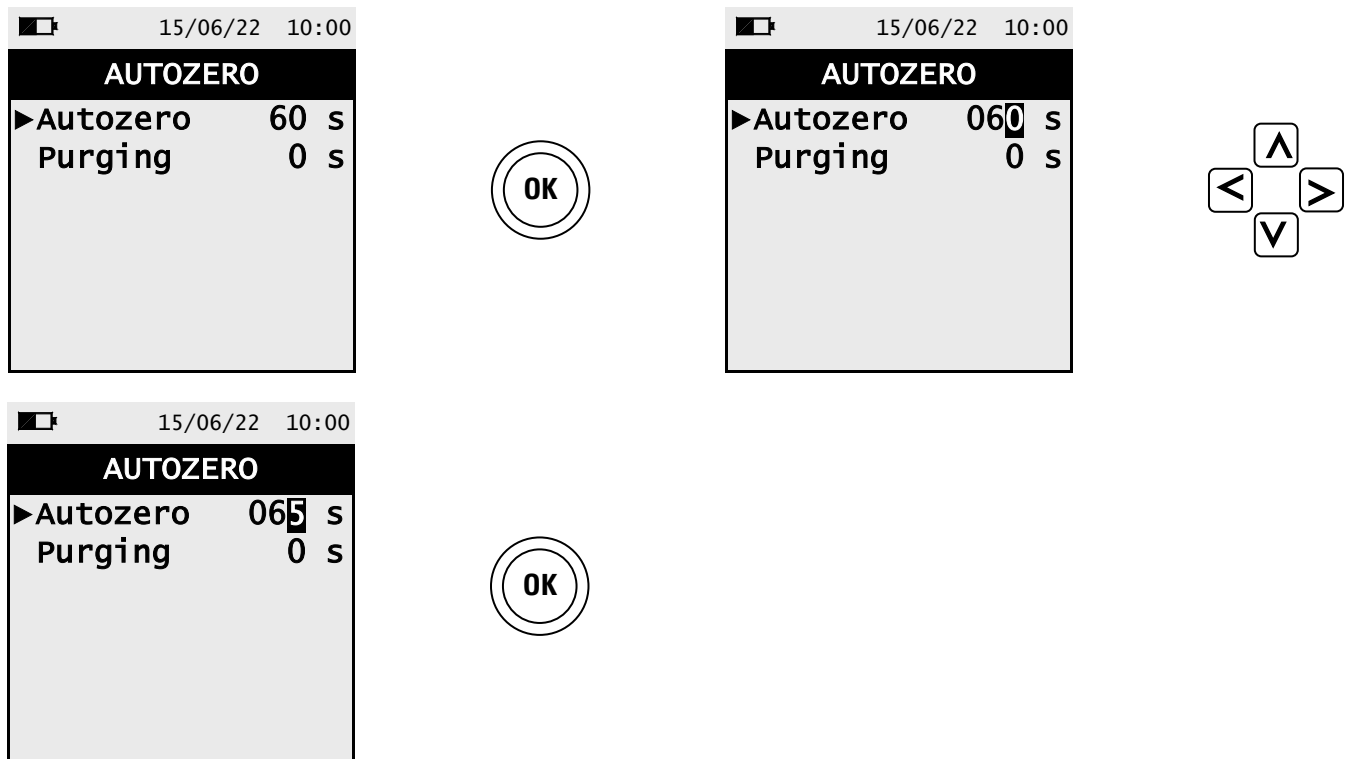 15/06/22 10:00
AUTOZERO
►Autozero 60 s
Purging 0 s
OK
15/06/22 10:00
AUTOZERO
►Autozero 060 s
Purging 0 s
15/06/22 10:00
AUTOZERO
►Autozero 065 s
Purging 0 s
OK